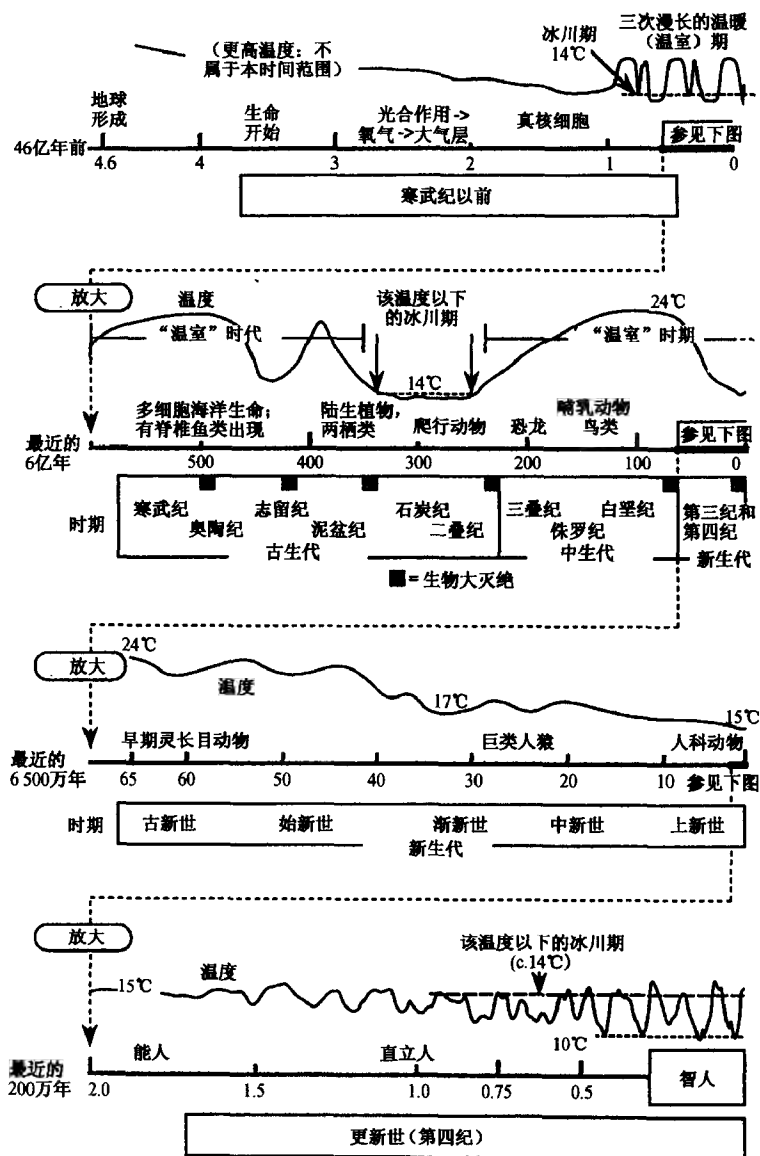 三次漫长的温暖
（温室）期
冰川期
14℃
（更高温度：不
属于本时间范围）
地球
形成
生命
开始
光合作用->
氧气->大气层
真核细胞
参见下图
46亿年前
4.6 4 3 2 1 0
寒武纪以前
放大
温度
该温度以下
的冰川期
24℃
“温室”时代
“温室”时期
14℃
多细胞海洋生命；
有脊椎鱼类出现
陆生植物，
两栖类
爬行动物
恐龙
哺乳动物
鸟类
参见下图
最近的
6亿年
500 400 300 200 100 0
时期
寒武纪 志留纪 石炭纪 三叠纪 白垩纪 第三纪和
奥陶纪 泥盆纪 二叠纪 侏罗纪 第四纪
古生代 中生代 新生代
■=生物大灭绝
放大
24℃
温度
17℃
15℃
早期灵长目动物 巨类人猿 人科动物
最近的
6 500万年
65 60 50 40 30 20 10 参见下图
时期
古新世 始新世 渐新世 中新世 上新世
新生代
放大
该温度以下的冰川期
(c.14℃)
15℃
温度
10℃
能人 直立人
智人
最近的
200万年
2.0 1.5 1.0 0.75 0.5
更新世（第四纪）